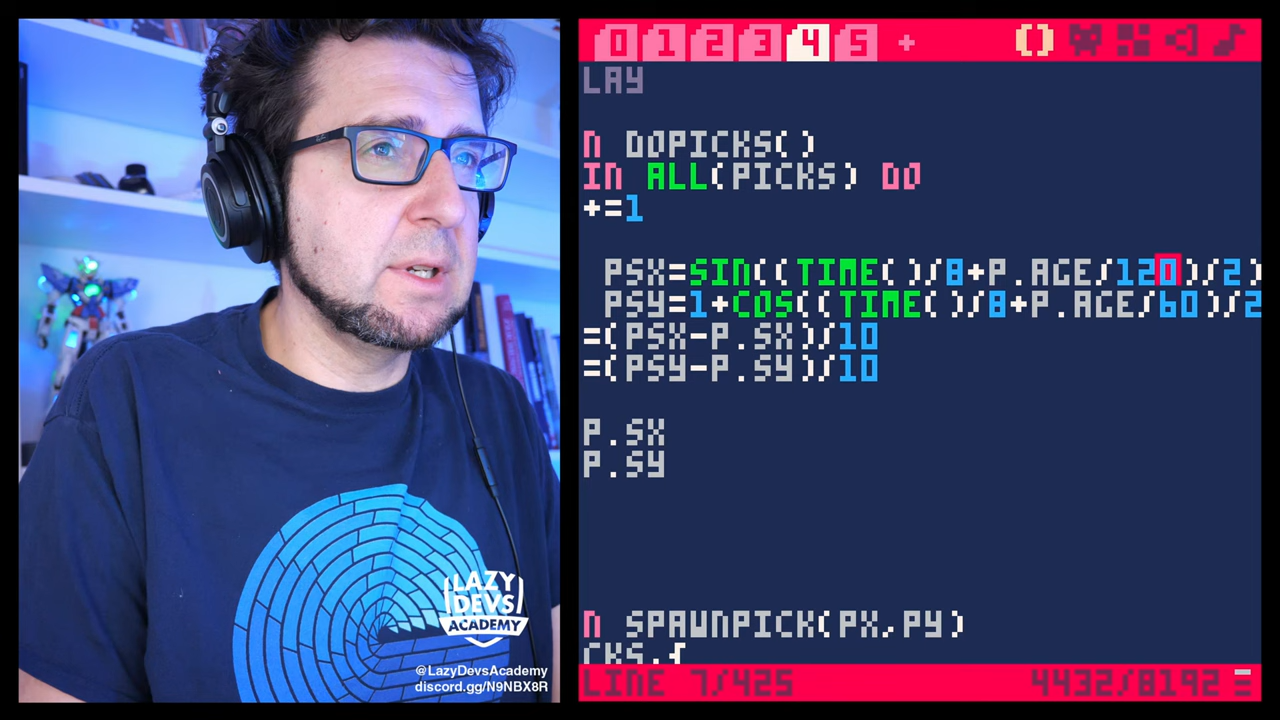 0 1 2 3 4 5 +
LAY
N DOPICKS()
IN ALL(PICKS) DO
+=1
PSX=SIN((TIME()/8+P.AGE/120)/2)
PSY=1+COS((TIME()/8+P.AGE/60)/2
=(PSX-P.SX)/10
=(PSY-P.SY)/10
P.SX
P.SY
N SPAWNPICK(PX,PY)
CKS,{
LINE 7/425 4432/8192
LAZY
DEVS
ACADEMY
@LazyDevsAcademy
discord.gg/N9NBX8R